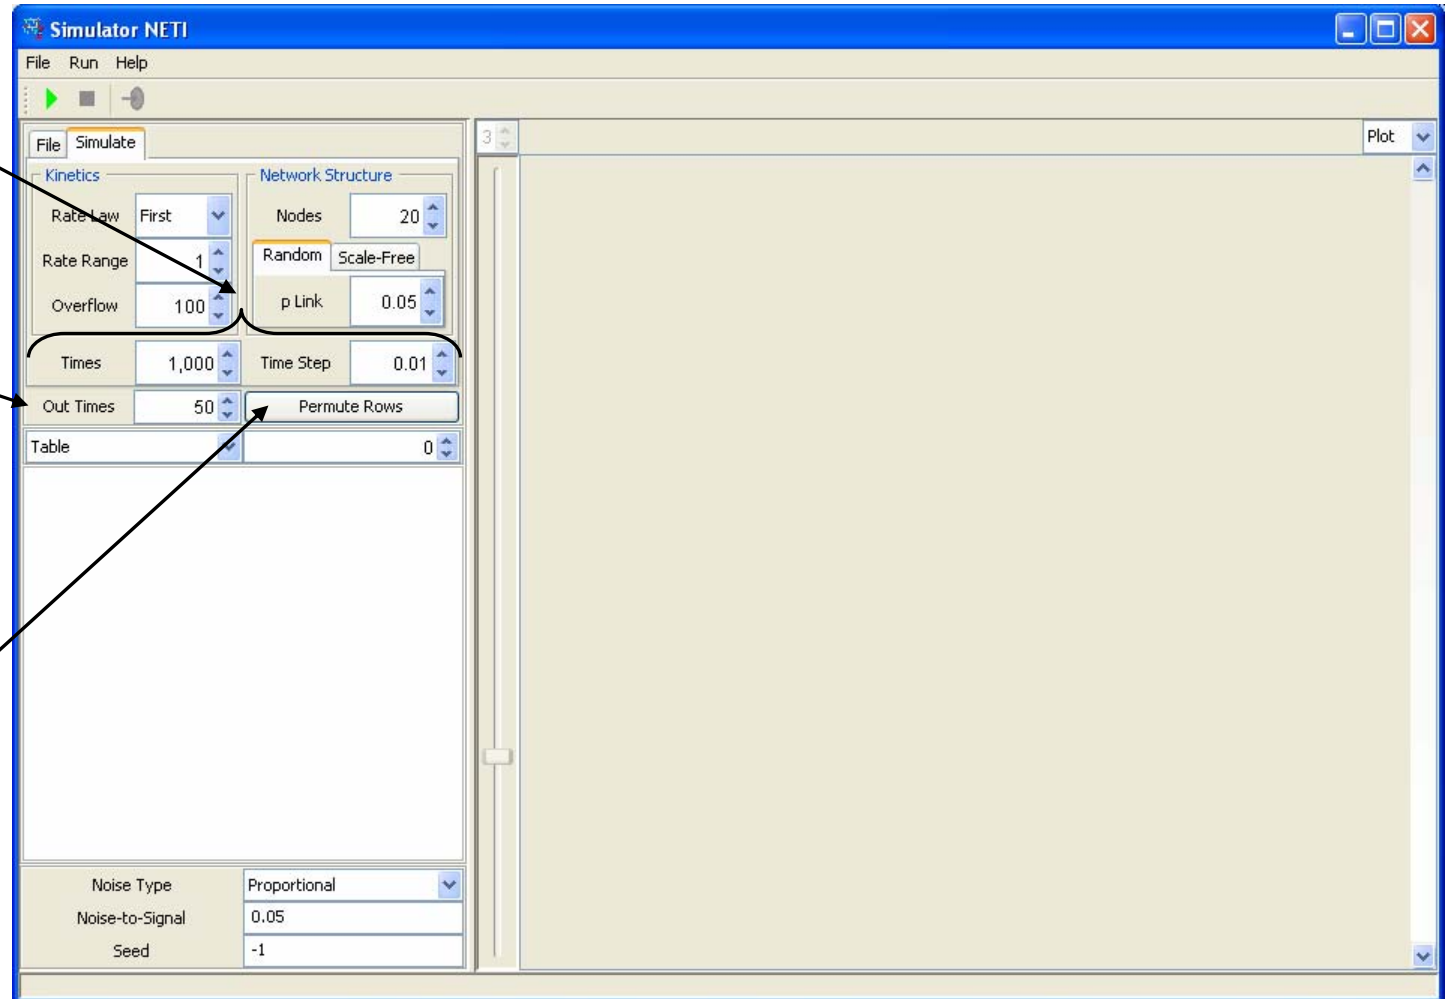 Simulator NETI
File Run Help
File Simulate
3
Plot
Kinetics
Network Structure
Rate Law First
Nodes 20
Rate Range 1
Random Scale-Free
Overflow 100
p Link 0.05
Times 1,000 Time Step 0.01
Out Times 50 Permute Rows
Table 0
Noise Type Proportional
Noise-to-Signal 0.05
Seed -1